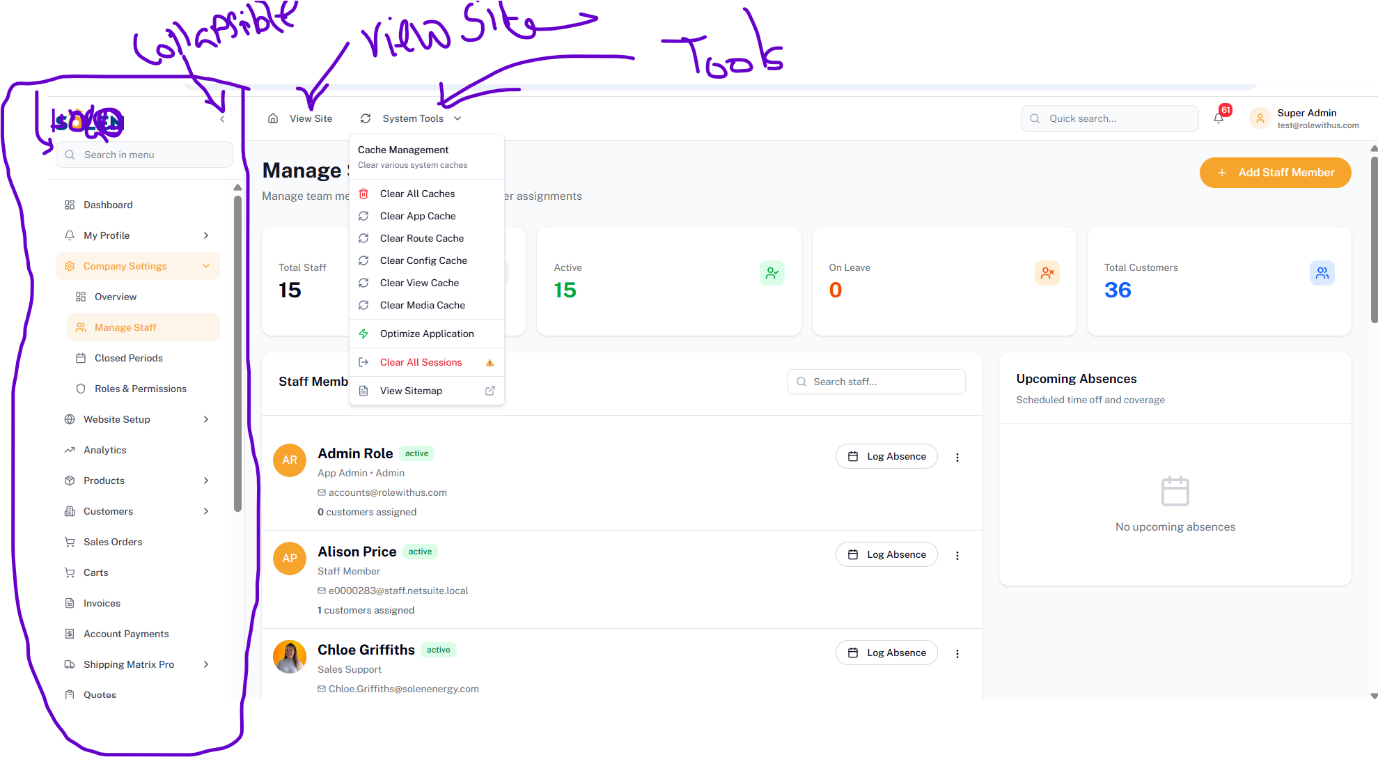 Collapsible
View Site
Tools
Logo
View Site
System Tools
Quick search...
61
Super Admin
test@rolewithus.com
Search in menu
Dashboard
My Profile
Company Settings
Overview
Manage Staff
Closed Periods
Roles & Permissions
Website Setup
Analytics
Products
Customers
Sales Orders
Carts
Invoices
Account Payments
Shipping Matrix Pro
Quotes
Cache Management
Clear various system caches
Clear All Caches
Clear App Cache
Clear Route Cache
Clear Config Cache
Clear View Cache
Clear Media Cache
Optimize Application
Clear All Sessions
View Sitemap
Manage
Manage team me er assignments
+ Add Staff Member
Total Staff
15
Active
15
On Leave
0
Total Customers
36
Staff Memb
Search staff...
AR
Admin Role active
App Admin • Admin
accounts@rolewithus.com
0 customers assigned
Log Absence
AP
Alison Price active
Staff Member
e0000283@staff.netsuite.local
1 customers assigned
Log Absence
Chloe Griffiths active
Sales Support
Chloe.Griffiths@solenenergy.com
Log Absence
Upcoming Absences
Scheduled time off and coverage
No upcoming absences